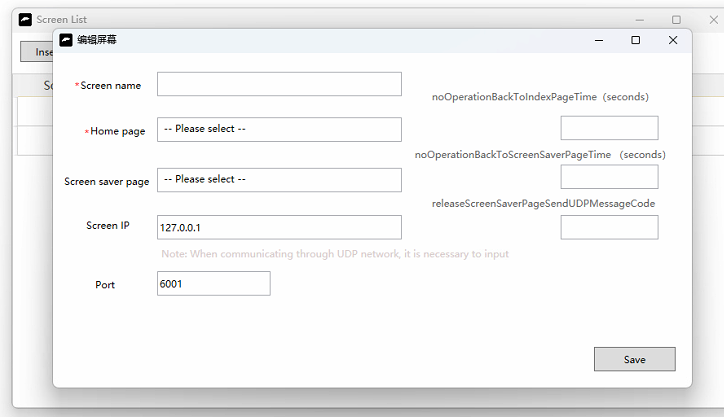 Screen List
Inse
编辑屏幕
*Screen name
noOperationBackToIndexPageTime（seconds）
*Home page
-- Please select --
noOperationBackToScreenSaverPageTime （seconds）
Screen saver page
-- Please select --
releaseScreenSaverPageSendUDPMessageCode
Screen IP
127.0.0.1
Note: When communicating through UDP network, it is necessary to input
Port
6001
Save